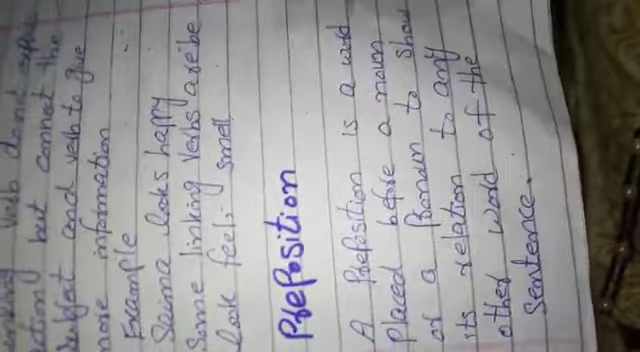 Linking Verb do not
action but connect the
subject and verb to give
more information
Example
Saima looks happy
Some linking verbs are be
look feel, smell
Preposition
A Preposition is a word
placed before a noun
or a Pronoun to show
its relation to any
other word of the
Sentence.